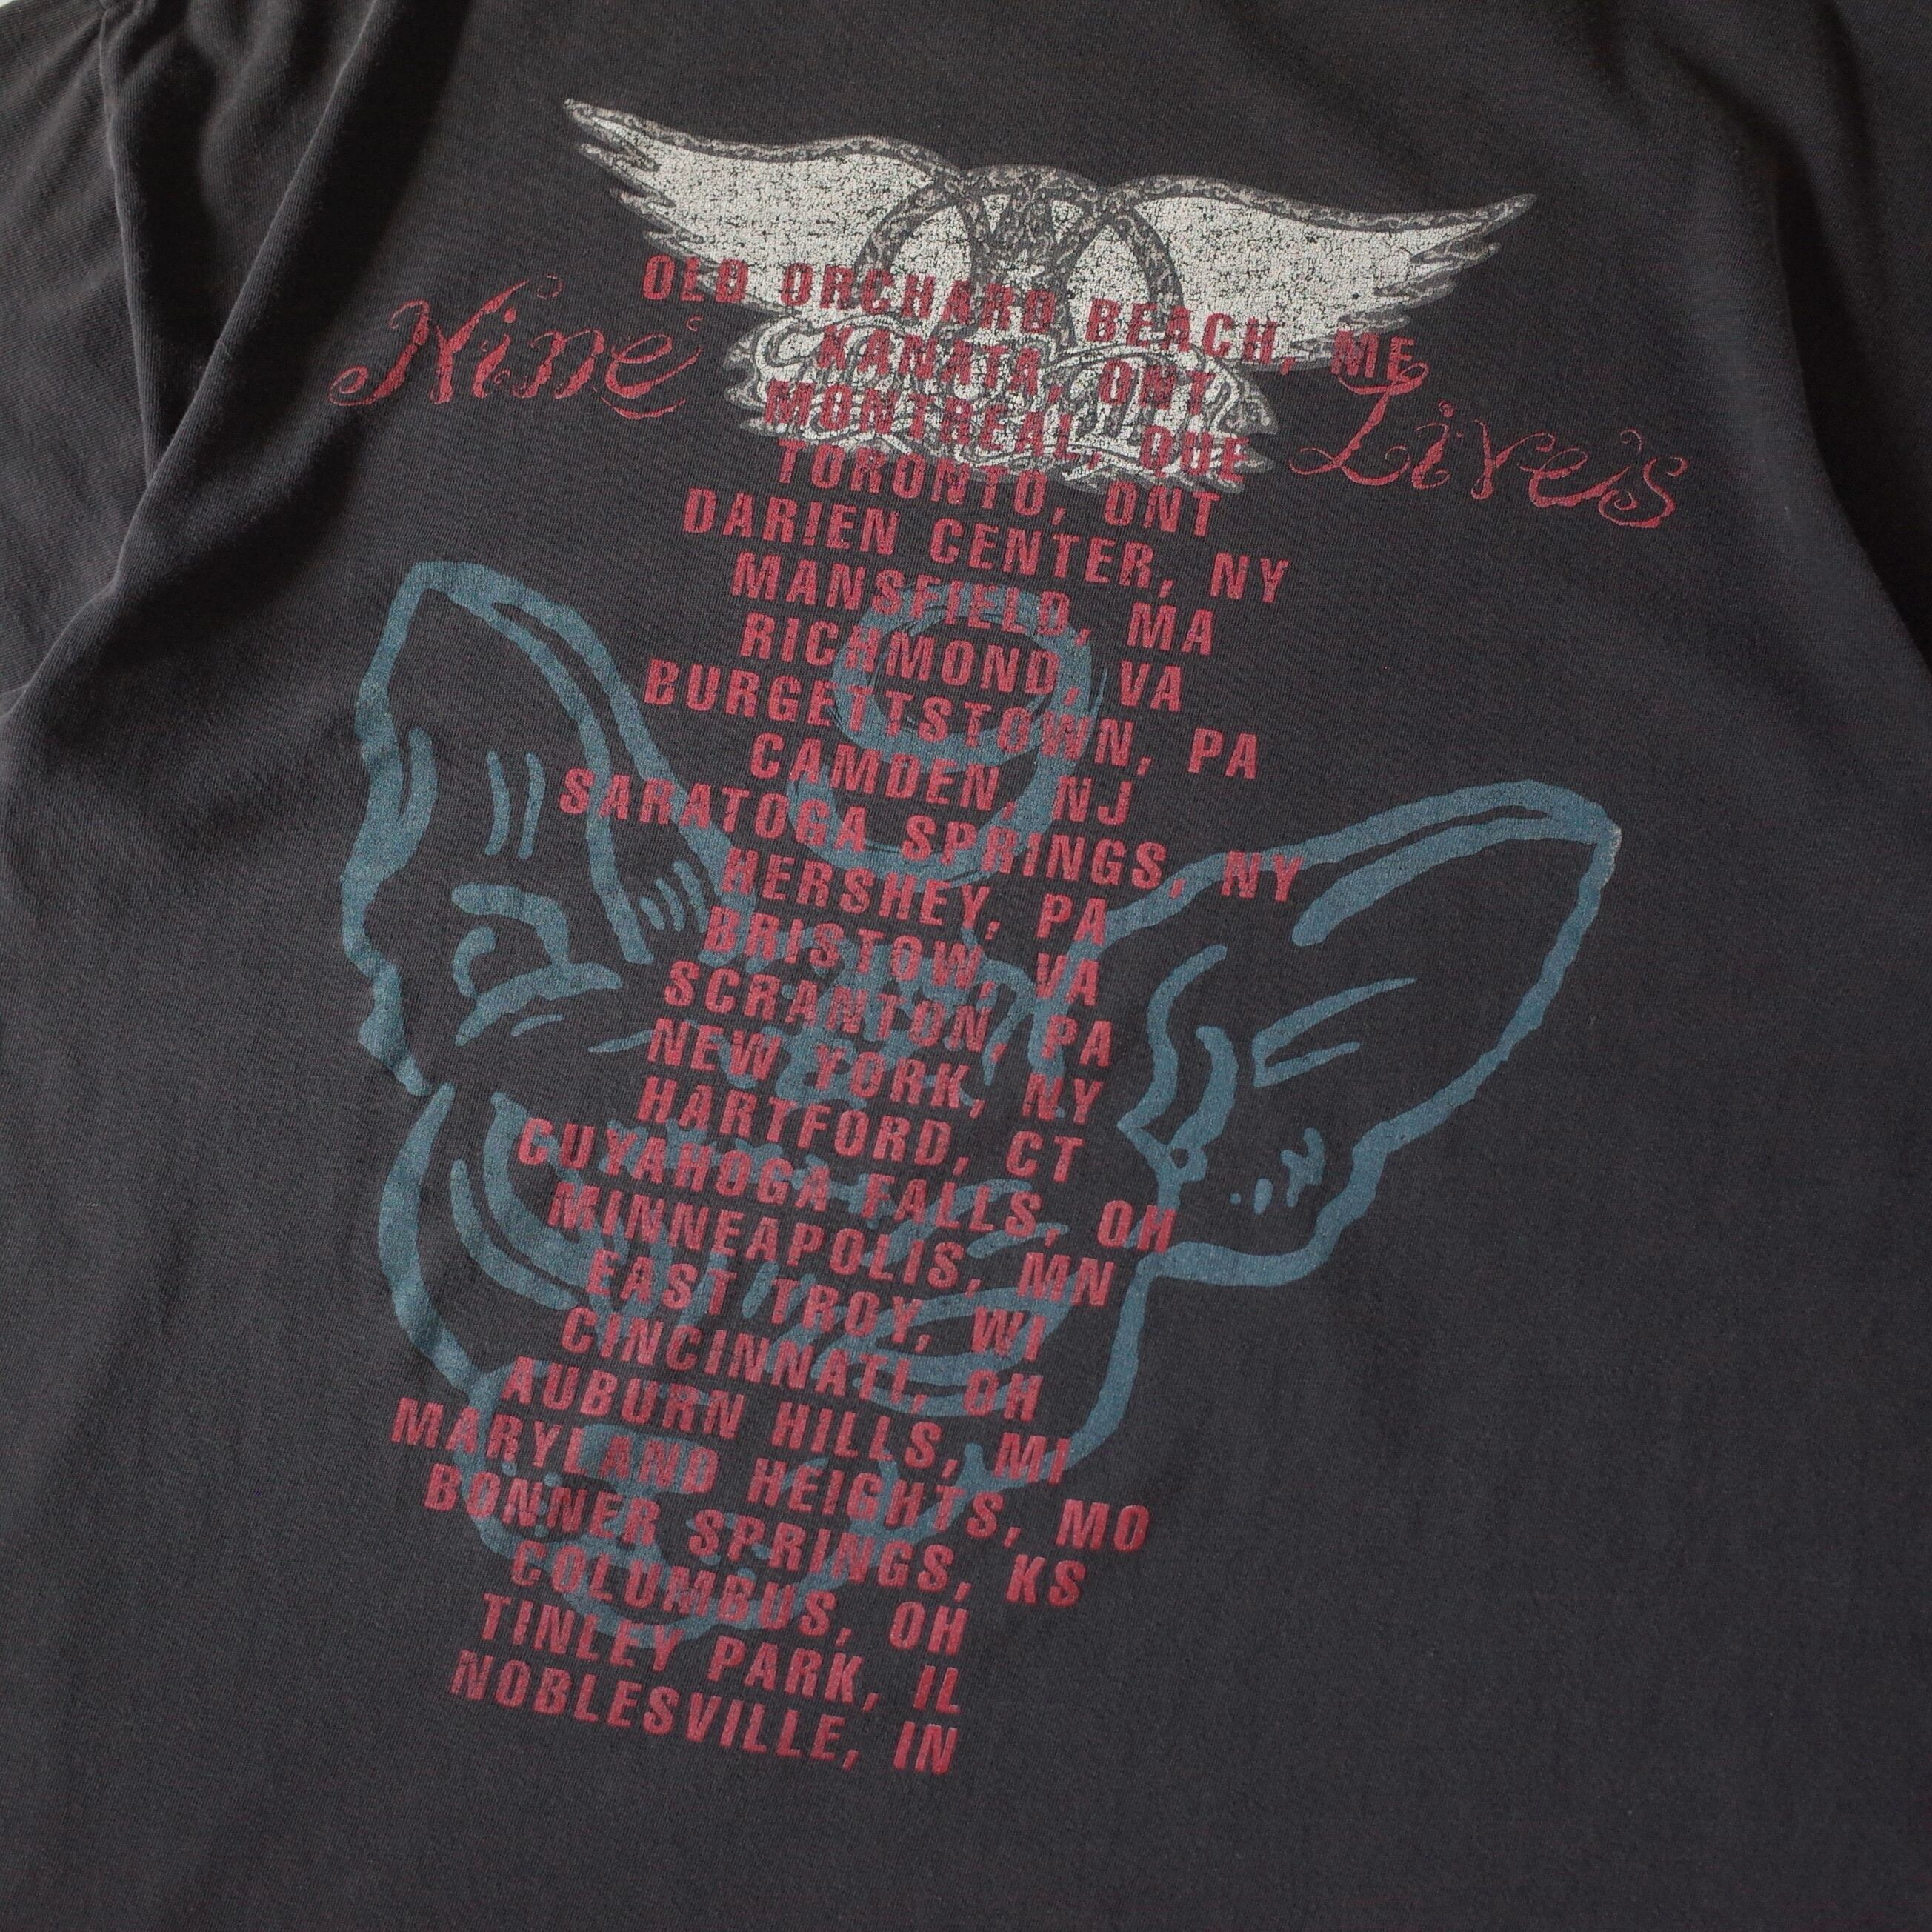 Nine Lives
OLD ORCHARD BEACH, ME
KANATA, ONT
MONTREAL, QUE
TORONTO, ONT
DARIEN CENTER, NY
MANSFIELD, MA
RICHMOND, VA
BURGETTSTOWN, PA
CAMDEN, NJ
SARATOGA SPRINGS, NY
HERSHEY, PA
BRISTOW, VA
SCRANTON, PA
NEW YORK, NY
HARTFORD, CT
CUYAHOGA FALLS, OH
MINNEAPOLIS, MN
EAST TROY, WI
CINCINNATI, OH
AUBURN HILLS, MI
MARYLAND HEIGHTS, MO
BONNER SPRINGS, KS
COLUMBUS, OH
TINLEY PARK, IL
NOBLESVILLE, IN